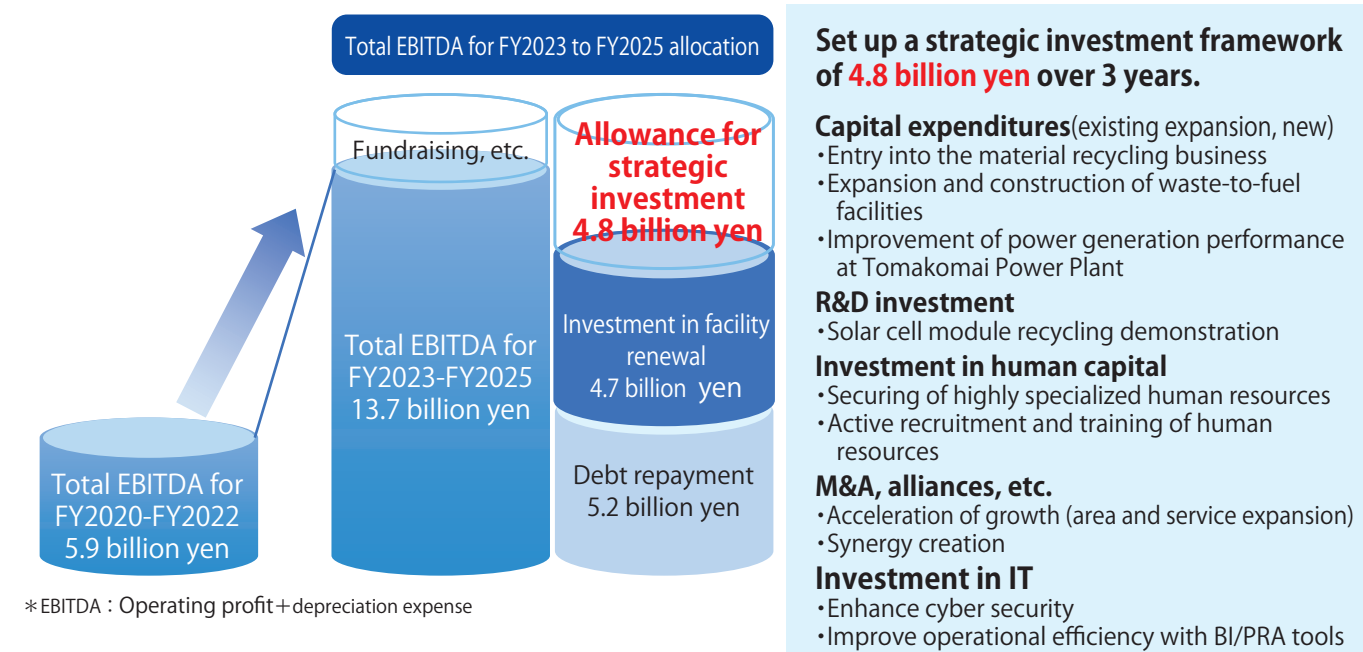 Total EBITDA for FY2023 to FY2025 allocation
Fundraising, etc.
Total EBITDA for
FY2023-FY2025
13.7 billion yen
Allowance for
strategic
investment
4.8 billion yen
Investment in facility
renewal
4.7 billion yen
Debt repayment
5.2 billion yen
Total EBITDA for
FY2020-FY2022
5.9 billion yen
＊EBITDA：Operating profit＋depreciation expense
Set up a strategic investment framework
of 4.8 billion yen over 3 years.
Capital expenditures(existing expansion, new)
・Entry into the material recycling business
・Expansion and construction of waste-to-fuel
facilities
・Improvement of power generation performance
at Tomakomai Power Plant
R&D investment
・Solar cell module recycling demonstration
Investment in human capital
・Securing of highly specialized human resources
・Active recruitment and training of human
resources
M&A, alliances, etc.
・Acceleration of growth (area and service expansion)
・Synergy creation
Investment in IT
・Enhance cyber security
・Improve operational efficiency with BI/PRA tools